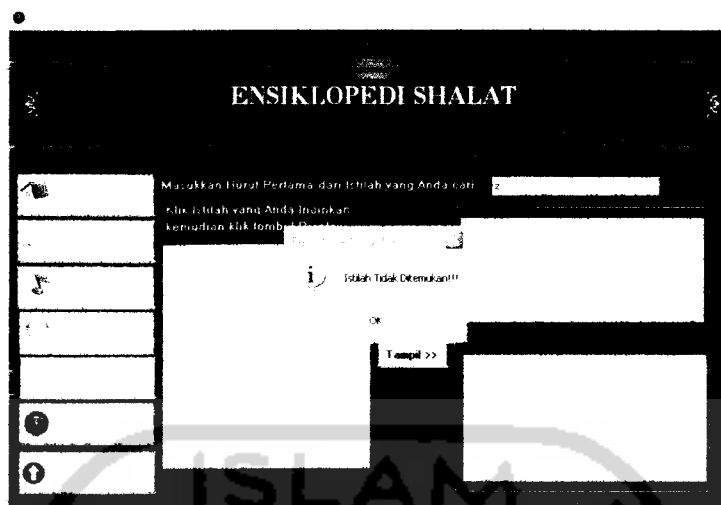 ENSIKLOPEDI SHALAT
Masukkan Huruf Pertama dari Istilah yang Anda cari
z
Klik Istilah yang Anda Inginkan
kemudian klik tombol
Istilah Tidak Ditemukan!!!
OK
Tampil >>
ISLAM